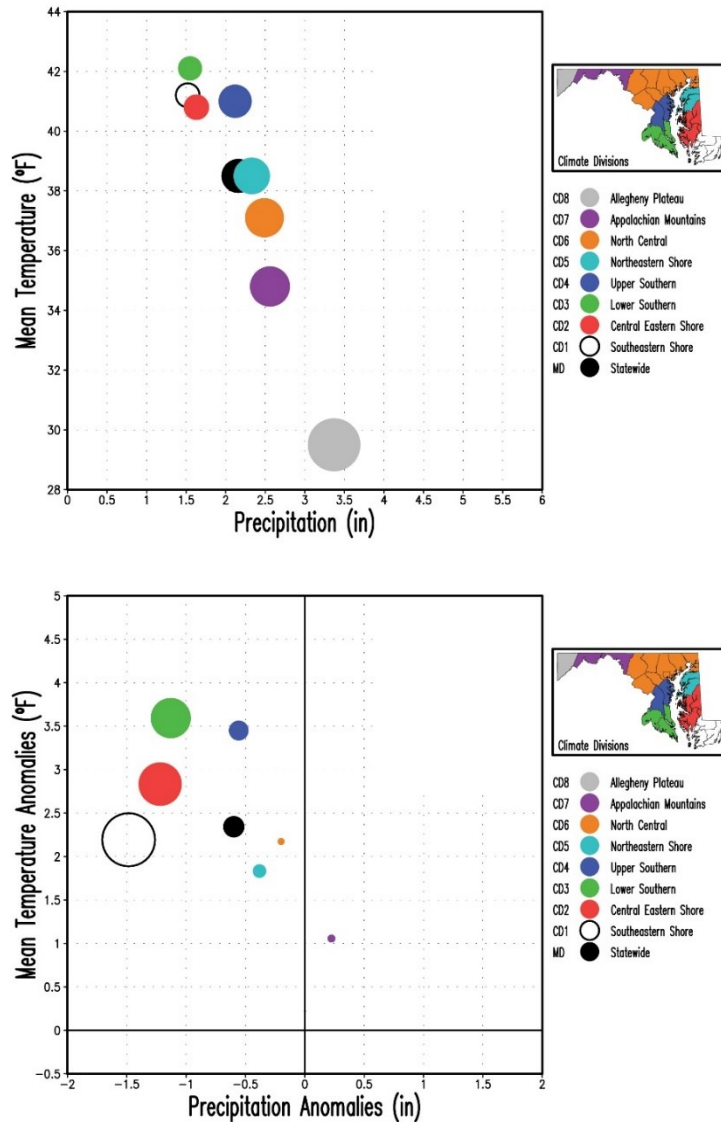 44
42
40
38
36
34
32
30
28
Mean Temperature (°F)
0 0.5 1 1.5 2 2.5 3 3.5 4 4.5 5 5.5 6
Precipitation (in)
Climate Divisions
CD8 Allegheny Plateau
CD7 Appalachian Mountains
CD6 North Central
CD5 Northeastern Shore
CD4 Upper Southern
CD3 Lower Southern
CD2 Central Eastern Shore
CD1 Southeastern Shore
MD Statewide
5
4.5
4
3.5
3
2.5
2
1.5
1
0.5
0
-0.5
Mean Temperature Anomalies (°F)
-2 -1.5 -1 -0.5 0 0.5 1 1.5 2
Precipitation Anomalies (in)
Climate Divisions
CD8 Allegheny Plateau
CD7 Appalachian Mountains
CD6 North Central
CD5 Northeastern Shore
CD4 Upper Southern
CD3 Lower Southern
CD2 Central Eastern Shore
CD1 Southeastern Shore
MD Statewide